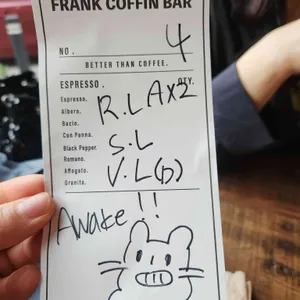 FRANK COFFIN BAR
NO. 4
BETTER THAN COFFEE.
ESPRESSO. QTY.
Espresso. R.LAX2
Albero.
Bacio.
Con Panna.
Black Pepper. S.L
Romano.
Affogato. V.L(D)
Granita.
Awake!!